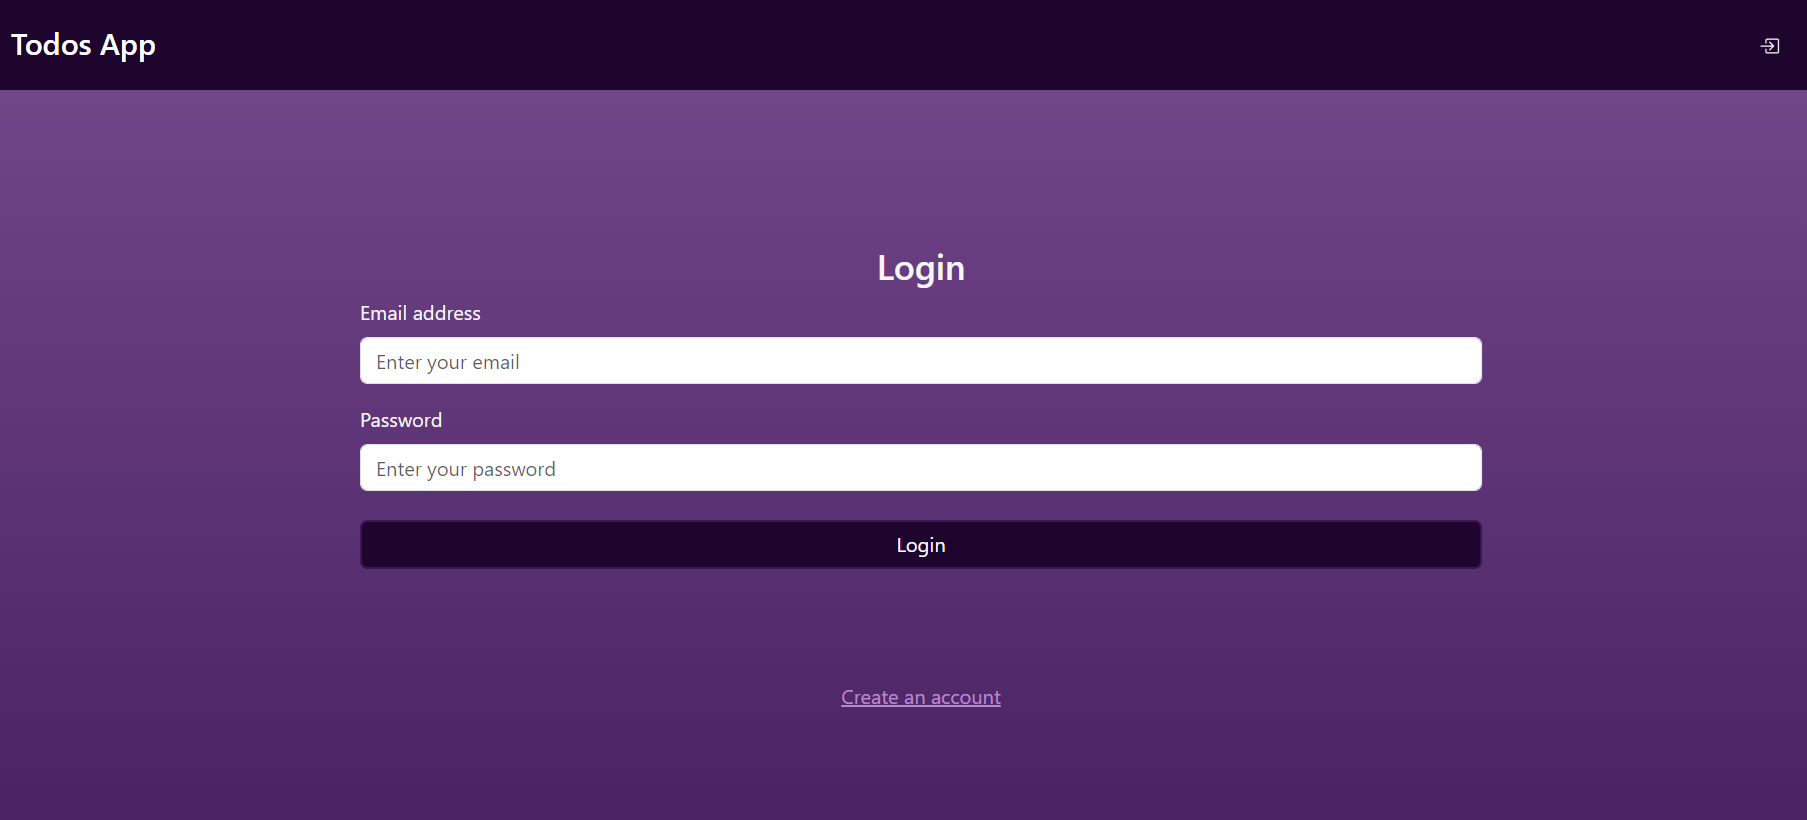 Todos App
Login
Email address
Enter your email
Password
Enter your password
Login
Create an account